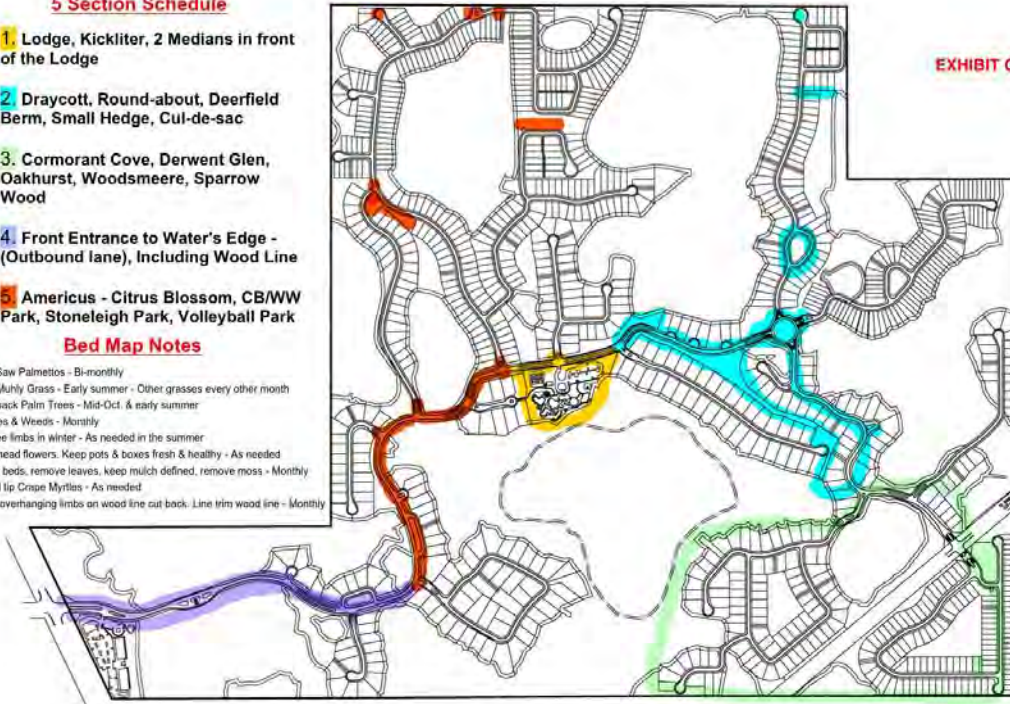 5 Section Schedule
1. Lodge, Kickliter, 2 Medians in front
of the Lodge
2. Draycott, Round-about, Deerfield
Berm, Small Hedge, Cul-de-sac
3. Cormorant Cove, Derwent Glen,
Oakhurst, Woodsmeere, Sparrow
Wood
4. Front Entrance to Water's Edge -
(Outbound lane), Including Wood Line
5. Americus - Citrus Blossom, CB/WW
Park, Stoneleigh Park, Volleyball Park
Bed Map Notes
Saw Palmettos - Bi-monthly
Muhly Grass - Early summer - Other grasses every other month
Palm Trees - Mid-Oct. & early summer
& Weeds - Monthly
limbs in winter - As needed in the summer
flowers. Keep pots & boxes fresh & healthy - As needed
beds, remove leaves, keep mulch defined, remove moss - Monthly
tip Crape Myrtles - As needed
overhanging limbs on wood line cut back. Line trim wood line - Monthly
EXHIBIT